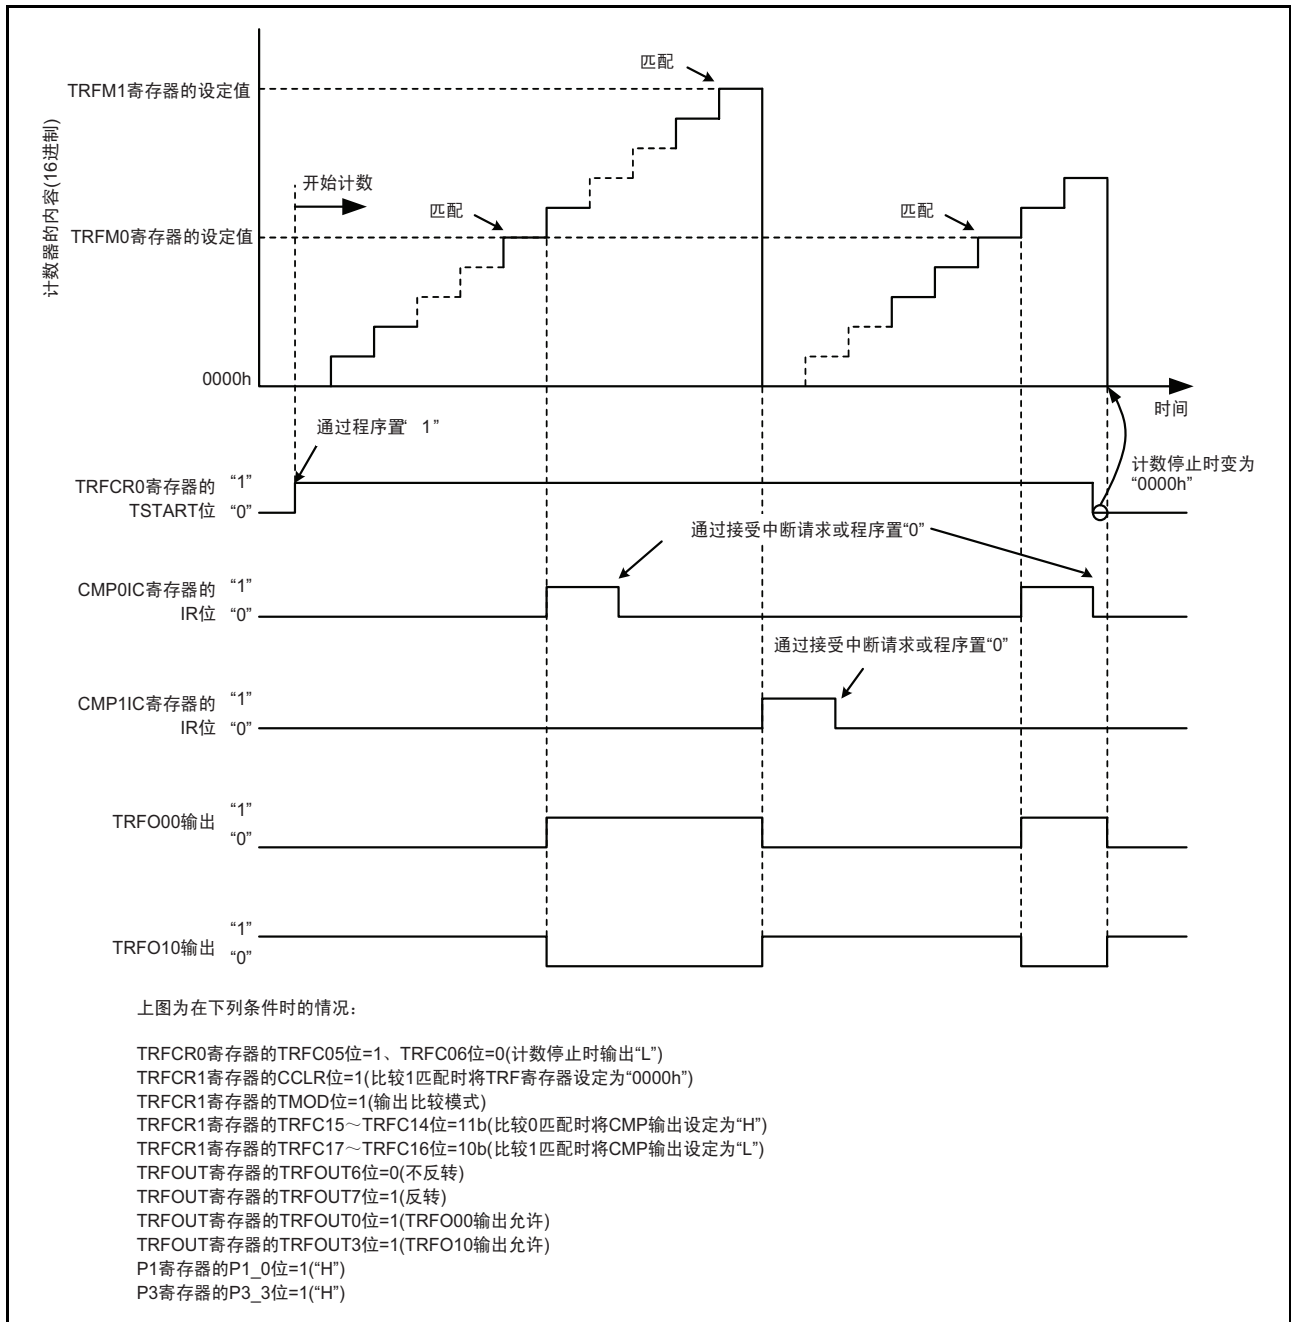 匹配
TRFM1寄存器的设定值
计数器的内容(16进制)
开始计数
匹配
匹配
TRFM0寄存器的设定值
0000h
时间
通过程序置“1”
计数停止时变为
“0000h”
TRFCR0寄存器的 “1”
TSTART位 “0”
通过接受中断请求或程序置“0”
CMP0IC寄存器的 “1”
IR位 “0”
通过接受中断请求或程序置“0”
CMP1IC寄存器的 “1”
IR位 “0”
“1”
TRFO00输出
“0”
“1”
TRFO10输出
“0”
上图为在下列条件时的情况：
TRFCR0寄存器的TRFC05位=1、TRFC06位=0(计数停止时输出“L”)
TRFCR1寄存器的CCLR位=1(比较1匹配时将TRF寄存器设定为“0000h”)
TRFCR1寄存器的TMOD位=1(输出比较模式)
TRFCR1寄存器的TRFC15～TRFC14位=11b(比较0匹配时将CMP输出设定为“H”)
TRFCR1寄存器的TRFC17～TRFC16位=10b(比较1匹配时将CMP输出设定为“L”)
TRFOUT寄存器的TRFOUT6位=0(不反转)
TRFOUT寄存器的TRFOUT7位=1(反转)
TRFOUT寄存器的TRFOUT0位=1(TRFO00输出允许)
TRFOUT寄存器的TRFOUT3位=1(TRFO10输出允许)
P1寄存器的P1_0位=1(“H”)
P3寄存器的P3_3位=1(“H”)